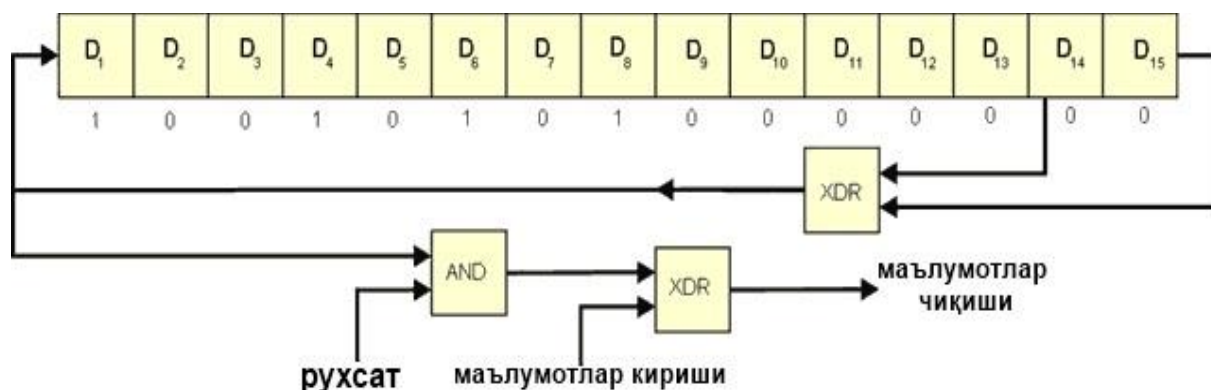 D₁ D₂ D₃ D₄ D₅ D₆ D₇ D₈ D₉ D₁₀ D₁₁ D₁₂ D₁₃ D₁₄ D₁₅
1 0 0 1 0 1 0 1 0 0 0 0 0 0 0
XDR
AND
XDR
маълумотлар
чиқиши
рухсат
маълумотлар кириши